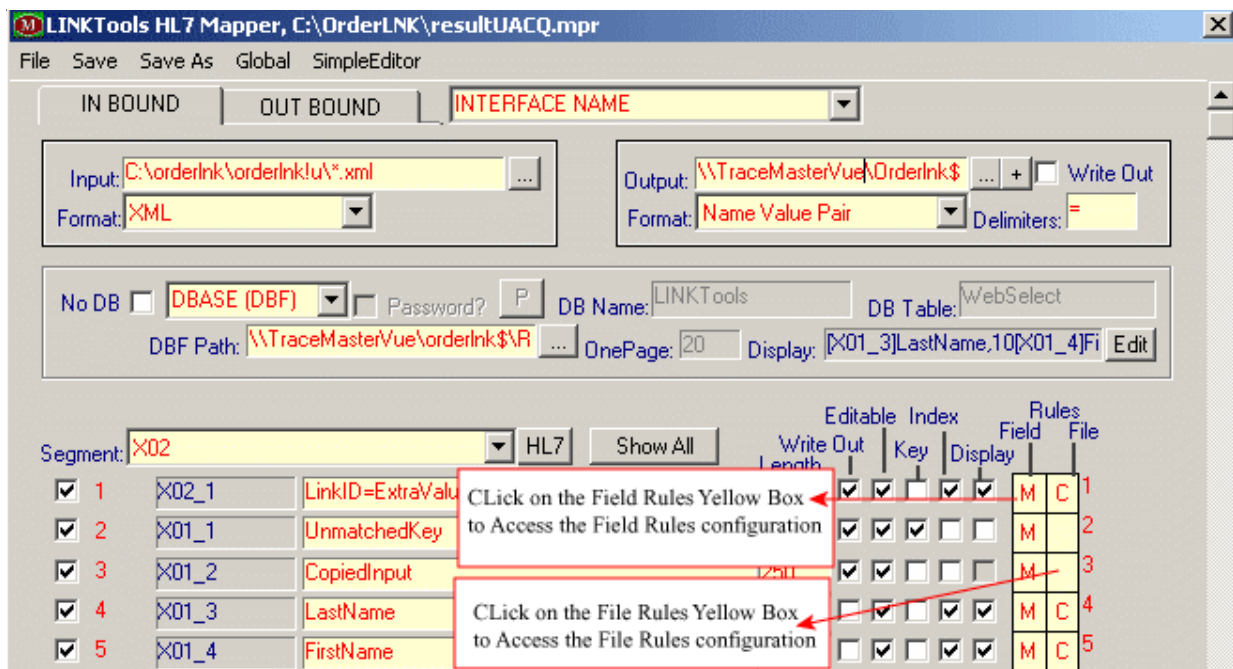 LINKTools HL7 Mapper, C:\OrderLNK\resultUACQ.mpr
File Save Save As Global SimpleEditor
IN BOUND OUT BOUND INTERFACE NAME
Input: C:\orderlnk\orderlnk!u\*.xml ...
Format: XML
Output: \\TraceMasterVue\Orderlnk$ ... + Write Out
Format: Name Value Pair Delimiters: =
No DB DBASE (DBF) Password? P DB Name: LINKTools DB Table: WebSelect
DBF Path: \\TraceMasterVue\orderlnk$\R ... OnePage: 20 Display: [X01_3]LastName,10[X01_4]Fi Edit
Segment: X02 HL7 Show All
Length Write Out Editable Key Index Display Field Rules File
1 X02_1 LinkID=ExtraValu M C 1
CLick on the Field Rules Yellow Box
to Access the Field Rules configuration
2 X01_1 UnmatchedKey M 2
3 X01_2 CopiedInput 1250 M 3
4 X01_3 LastName M C 4
CLick on the File Rules Yellow Box
to Access the File Rules configuration
5 X01_4 FirstName M C 5